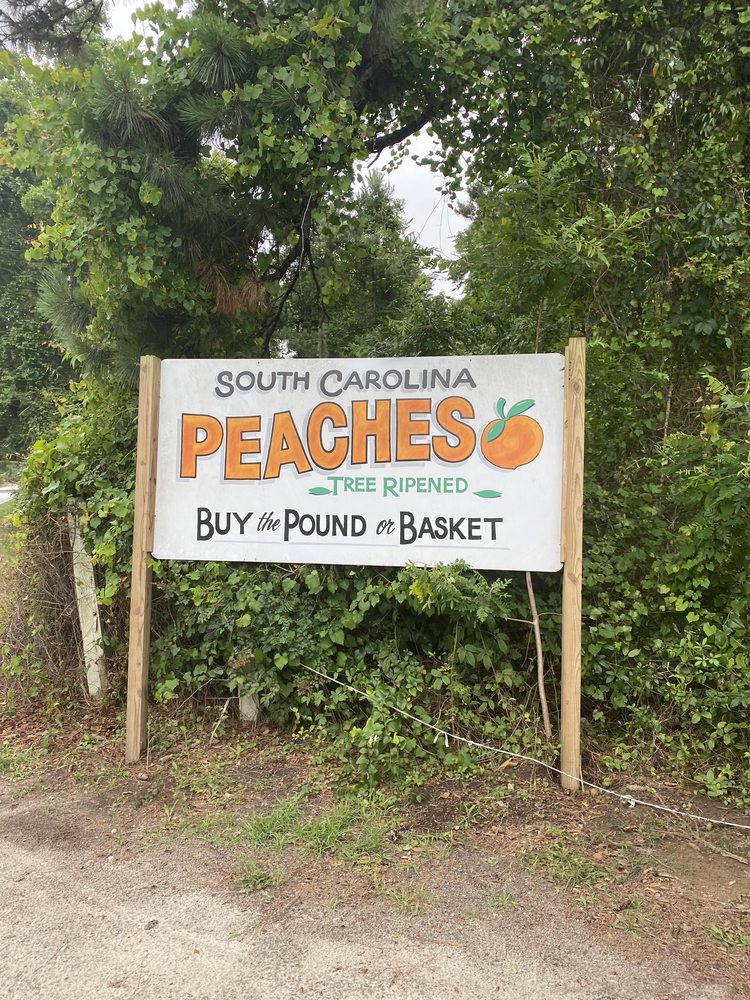 South Carolina
PEACHES
Tree Ripened
Buy the Pound or Basket